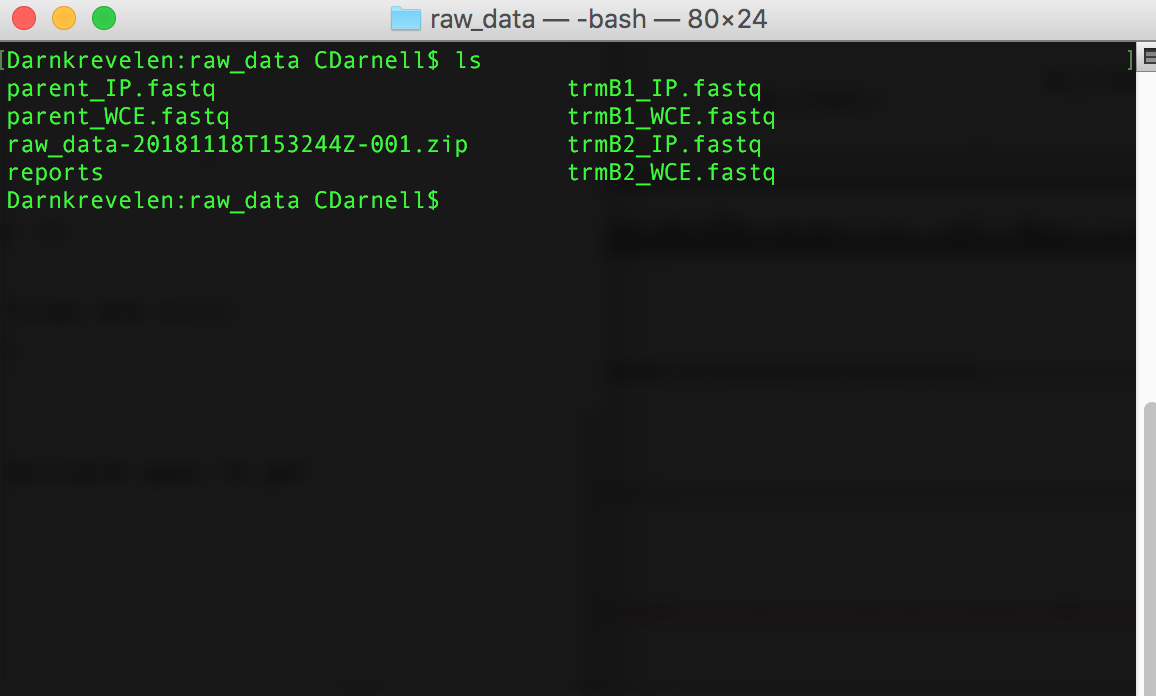 raw_data — -bash — 80×24
[Darnkrevelen:raw_data CDarnell$ ls ]
parent_IP.fastq trmB1_IP.fastq
parent_WCE.fastq trmB1_WCE.fastq
raw_data-20181118T153244Z-001.zip trmB2_IP.fastq
reports trmB2_WCE.fastq
Darnkrevelen:raw_data CDarnell$